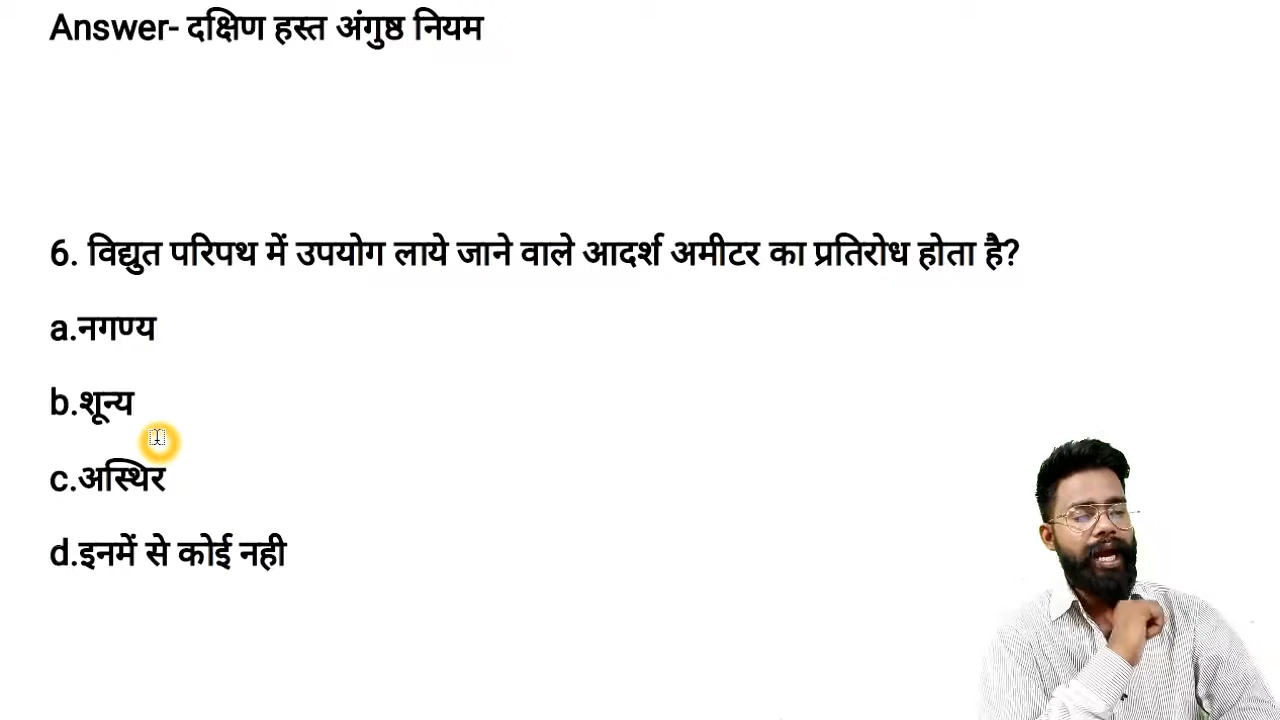 Answer- दक्षिण हस्त अंगुष्ठ नियम
6. विद्युत परिपथ में उपयोग लाये जाने वाले आदर्श अमीटर का प्रतिरोध होता है?
a.नगण्य
b.शून्य
c.अस्थिर
d.इनमें से कोई नही